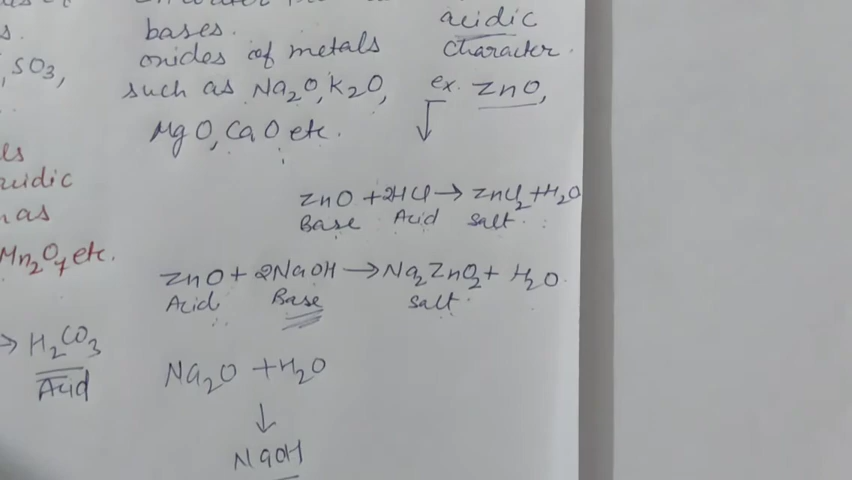 s.
, SO3,
les
acidic
as
Mn2O7 etc.
→ H2CO3
Acid
bases.
oxides of metals
such as Na2O, K2O,
MgO, CaO etc.
acidic
character.
ex. ZnO,
ZnO + 2HCl → ZnCl2 + H2O
Base Acid Salt
ZnO + 2NaOH → Na2ZnO2 + H2O.
Acid Base Salt.
Na2O + H2O
↓
NaOH